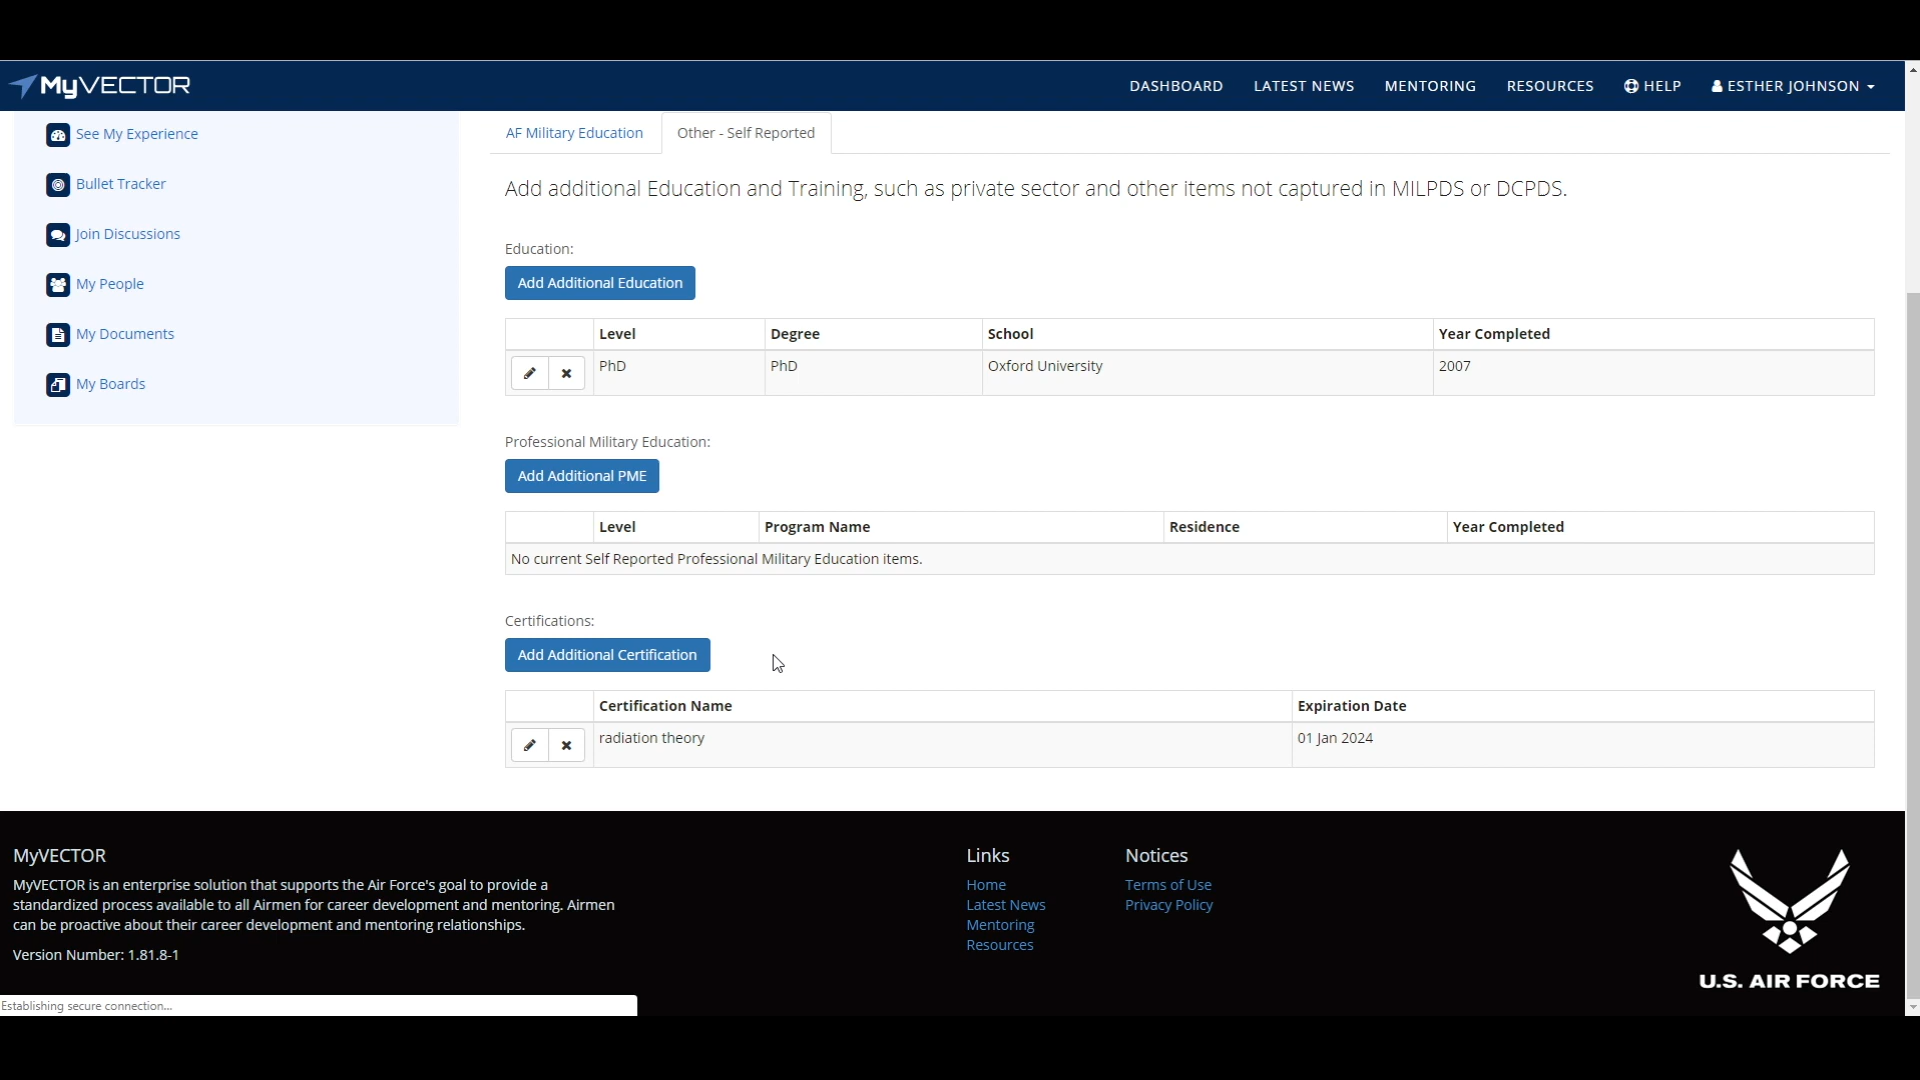 MyVECTOR
DASHBOARD LATEST NEWS MENTORING RESOURCES HELP ESTHER JOHNSON
See My Experience
Bullet Tracker
Join Discussions
My People
My Documents
My Boards
AF Military Education Other - Self Reported
Add additional Education and Training, such as private sector and other items not captured in MILPDS or DCPDS.
Education:
Add Additional Education
Level Degree School Year Completed
PhD PhD Oxford University 2007
Professional Military Education:
Add Additional PME
Level Program Name Residence Year Completed
No current Self Reported Professional Military Education items.
Certifications:
Add Additional Certification
Certification Name Expiration Date
radiation theory 01 Jan 2024
MyVECTOR
MyVECTOR is an enterprise solution that supports the Air Force's goal to provide a
standardized process available to all Airmen for career development and mentoring. Airmen
can be proactive about their career development and mentoring relationships.
Version Number: 1.81.8-1
Links
Home
Latest News
Mentoring
Resources
Notices
Terms of Use
Privacy Policy
U.S. AIR FORCE
Establishing secure connection...